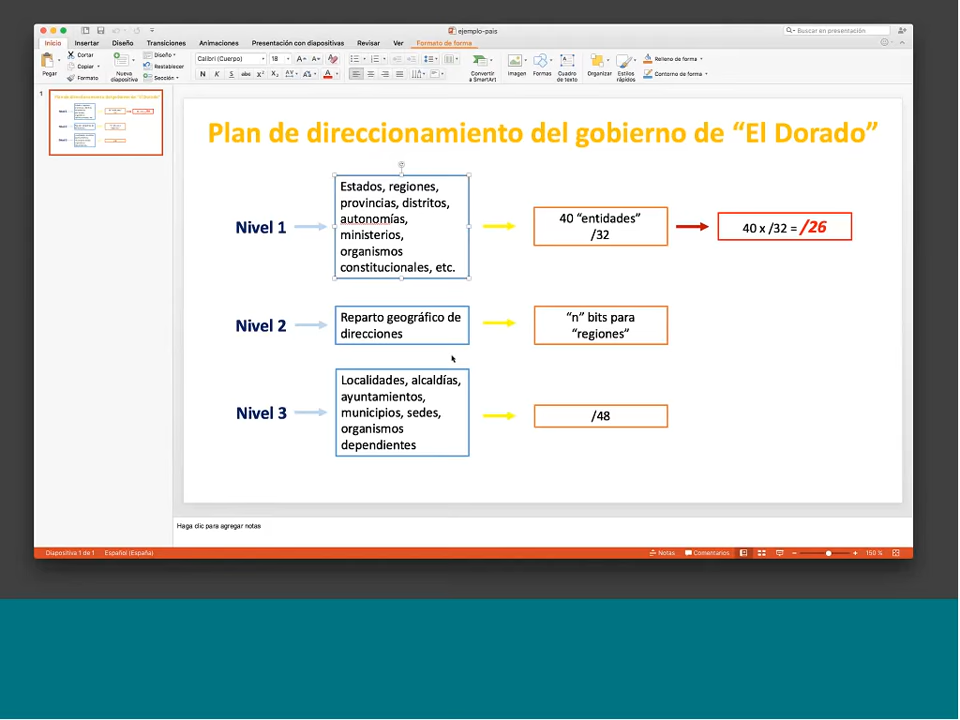 ejemplo-pais
Buscar en presentación
Inicio Insertar Diseño Transiciones Animaciones Presentación con diapositivas Revisar Ver Formato de forma
Pegar
Cortar
Copiar
Formato
Nueva
diapositiva
Diseño
Restablecer
Sección
Calibri (Cuerpo) 18
N K S abc X² X₂
Convertir
a SmartArt
Imagen
Formas
Cuadro
de texto
Organizar
Estilos
rápidos
Relleno de forma
Contorno de forma
1
Plan de direccionamiento del gobierno de “El Dorado”
Nivel 1
Estados, regiones,
provincias, distritos,
autonomías,
ministerios,
organismos
constitucionales, etc.
40 “entidades”
/32
40 x /32 = /26
Nivel 2
Reparto geográfico de
direcciones
“n” bits para
“regiones”
Nivel 3
Localidades, alcaldías,
ayuntamientos,
municipios, sedes,
organismos
dependientes
/48
Haga clic para agregar notas
Diapositiva 1 de 1 Español (España) Notas Comentarios 150 %